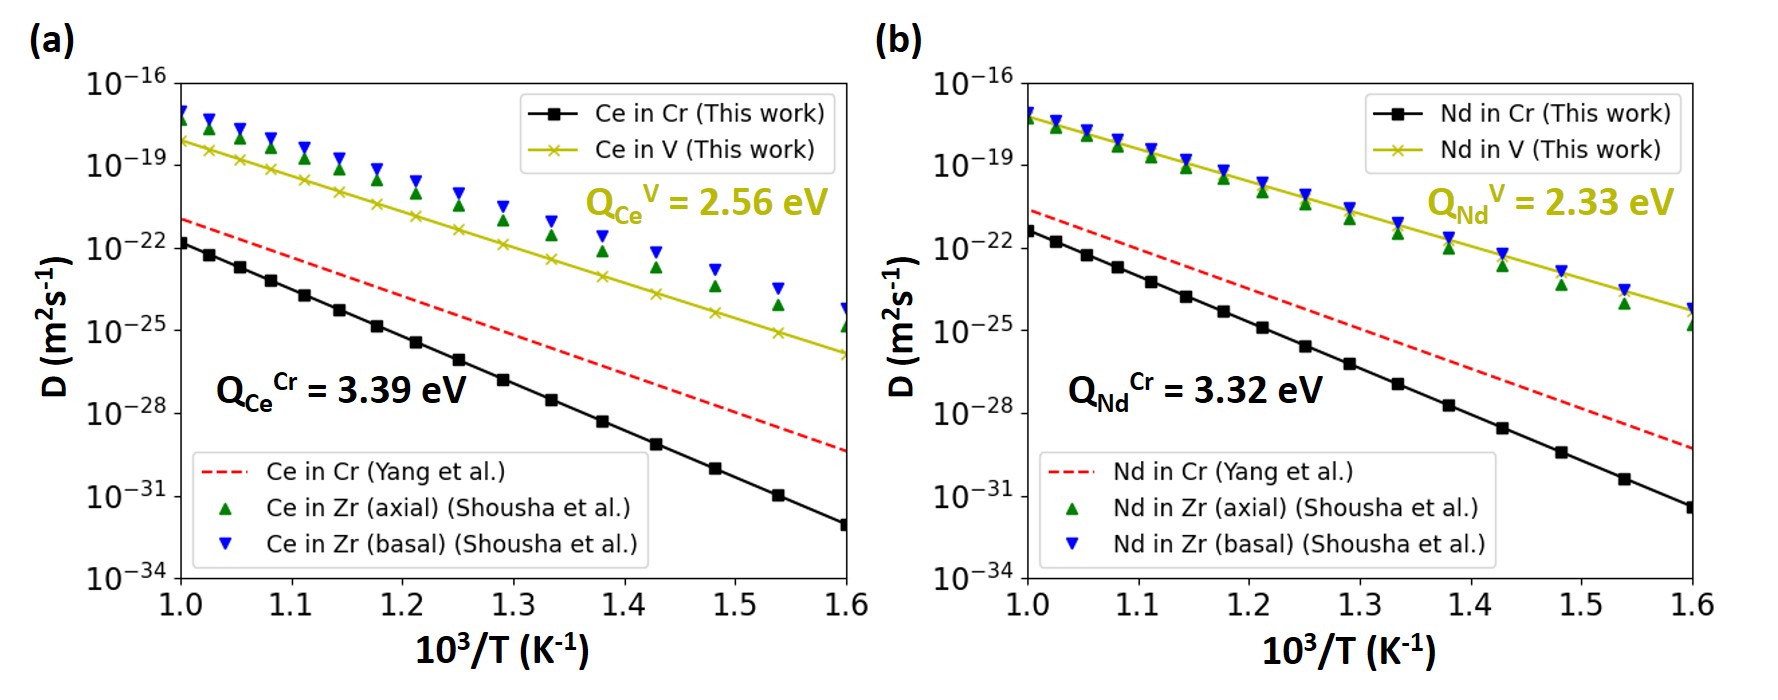 (a)
10⁻¹⁶
10⁻¹⁹
10⁻²²
10⁻²⁵
10⁻²⁸
10⁻³¹
10⁻³⁴
D (m²s⁻¹)
Ce in Cr (This work)
Ce in V (This work)
Q_Ce^V = 2.56 eV
Q_Ce^Cr = 3.39 eV
Ce in Cr (Yang et al.)
Ce in Zr (axial) (Shousha et al.)
Ce in Zr (basal) (Shousha et al.)
1.0 1.1 1.2 1.3 1.4 1.5 1.6
10³/T (K⁻¹)
(b)
10⁻¹⁶
10⁻¹⁹
10⁻²²
10⁻²⁵
10⁻²⁸
10⁻³¹
10⁻³⁴
D (m²s⁻¹)
Nd in Cr (This work)
Nd in V (This work)
Q_Nd^V = 2.33 eV
Q_Nd^Cr = 3.32 eV
Nd in Cr (Yang et al.)
Nd in Zr (axial) (Shousha et al.)
Nd in Zr (basal) (Shousha et al.)
1.0 1.1 1.2 1.3 1.4 1.5 1.6
10³/T (K⁻¹)